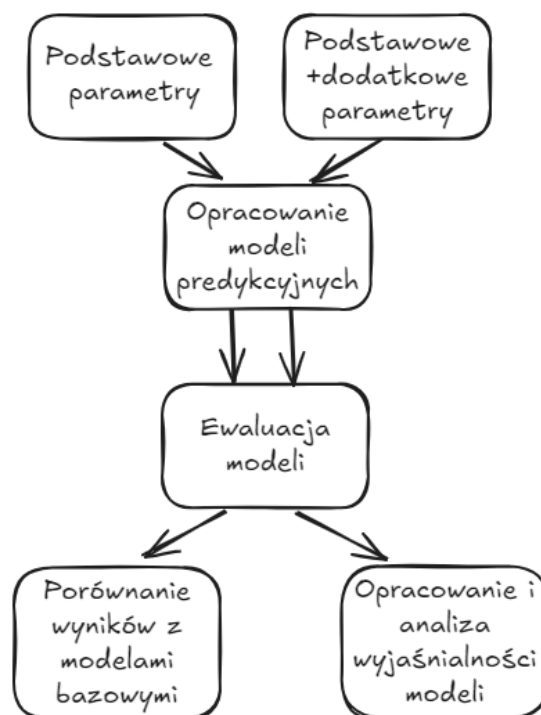 Podstawowe
parametry
Podstawowe
+dodatkowe
parametry
Opracowanie
modeli
predykcyjnych
Ewaluacja
modeli
Porównanie
wyników z
modelami
bazowymi
Opracowanie i
analiza
wyjaśnialności
modeli